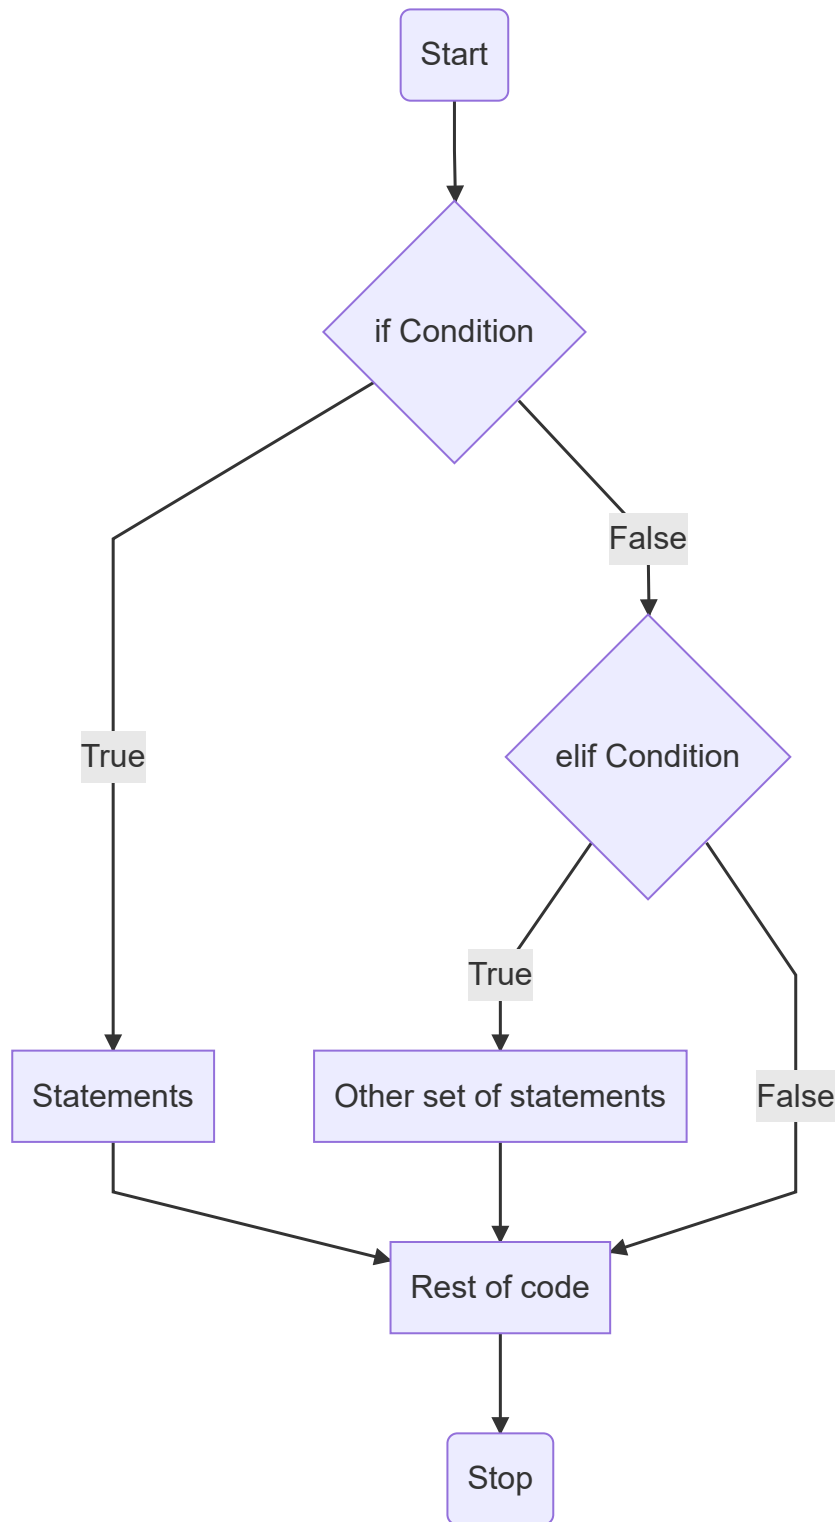 Start
if Condition
False
True
elif Condition
True
Statements
Other set of statements
False
Rest of code
Stop